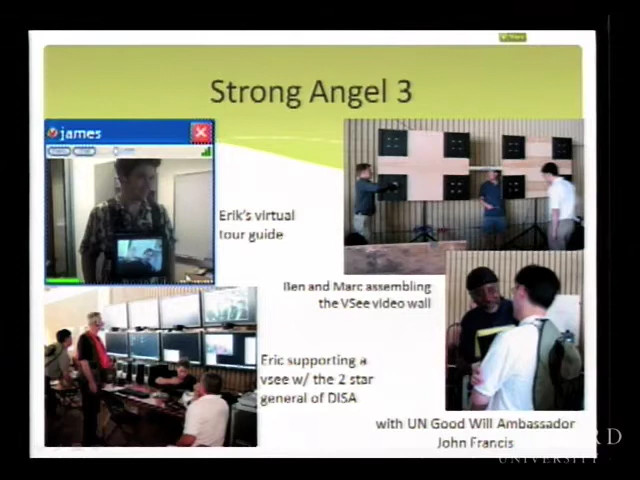 Strong Angel 3
james
Erik's virtual
tour guide
Ben and Marc assembling
the VSee video wall
Eric supporting a
vsee w/ the 2 star
general of DISA
with UN Good Will Ambassador
John Francis
RD
UNIVERSITY